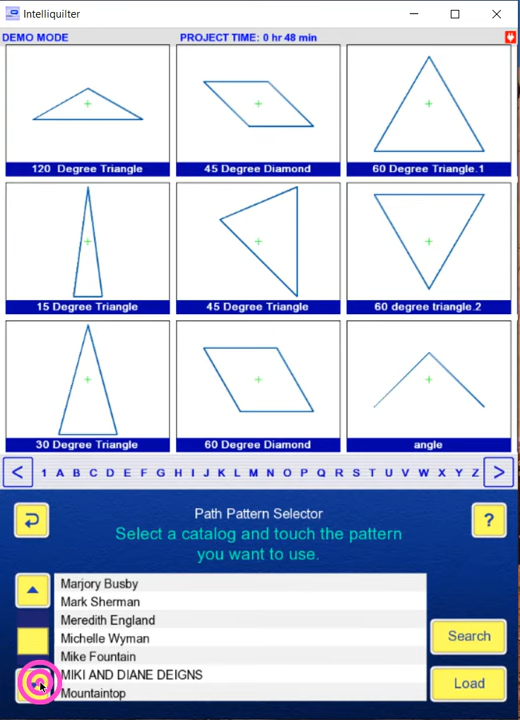 Intelliquilter
DEMO MODE PROJECT TIME: 0 hr 48 min
120 Degree Triangle 45 Degree Diamond 60 Degree Triangle.1
15 Degree Triangle 45 Degree Triangle 60 degree triangle.2
30 Degree Triangle 60 Degree Diamond angle
< 1 A B C D E F G H I J K L M N O P Q R S T U V W X Y Z >
Path Pattern Selector
?
Select a catalog and touch the pattern
you want to use.
Marjory Busby
Mark Sherman
Meredith England
Michelle Wyman
Search
Mike Fountain
MIKI AND DIANE DEIGNS
Load
Mountaintop